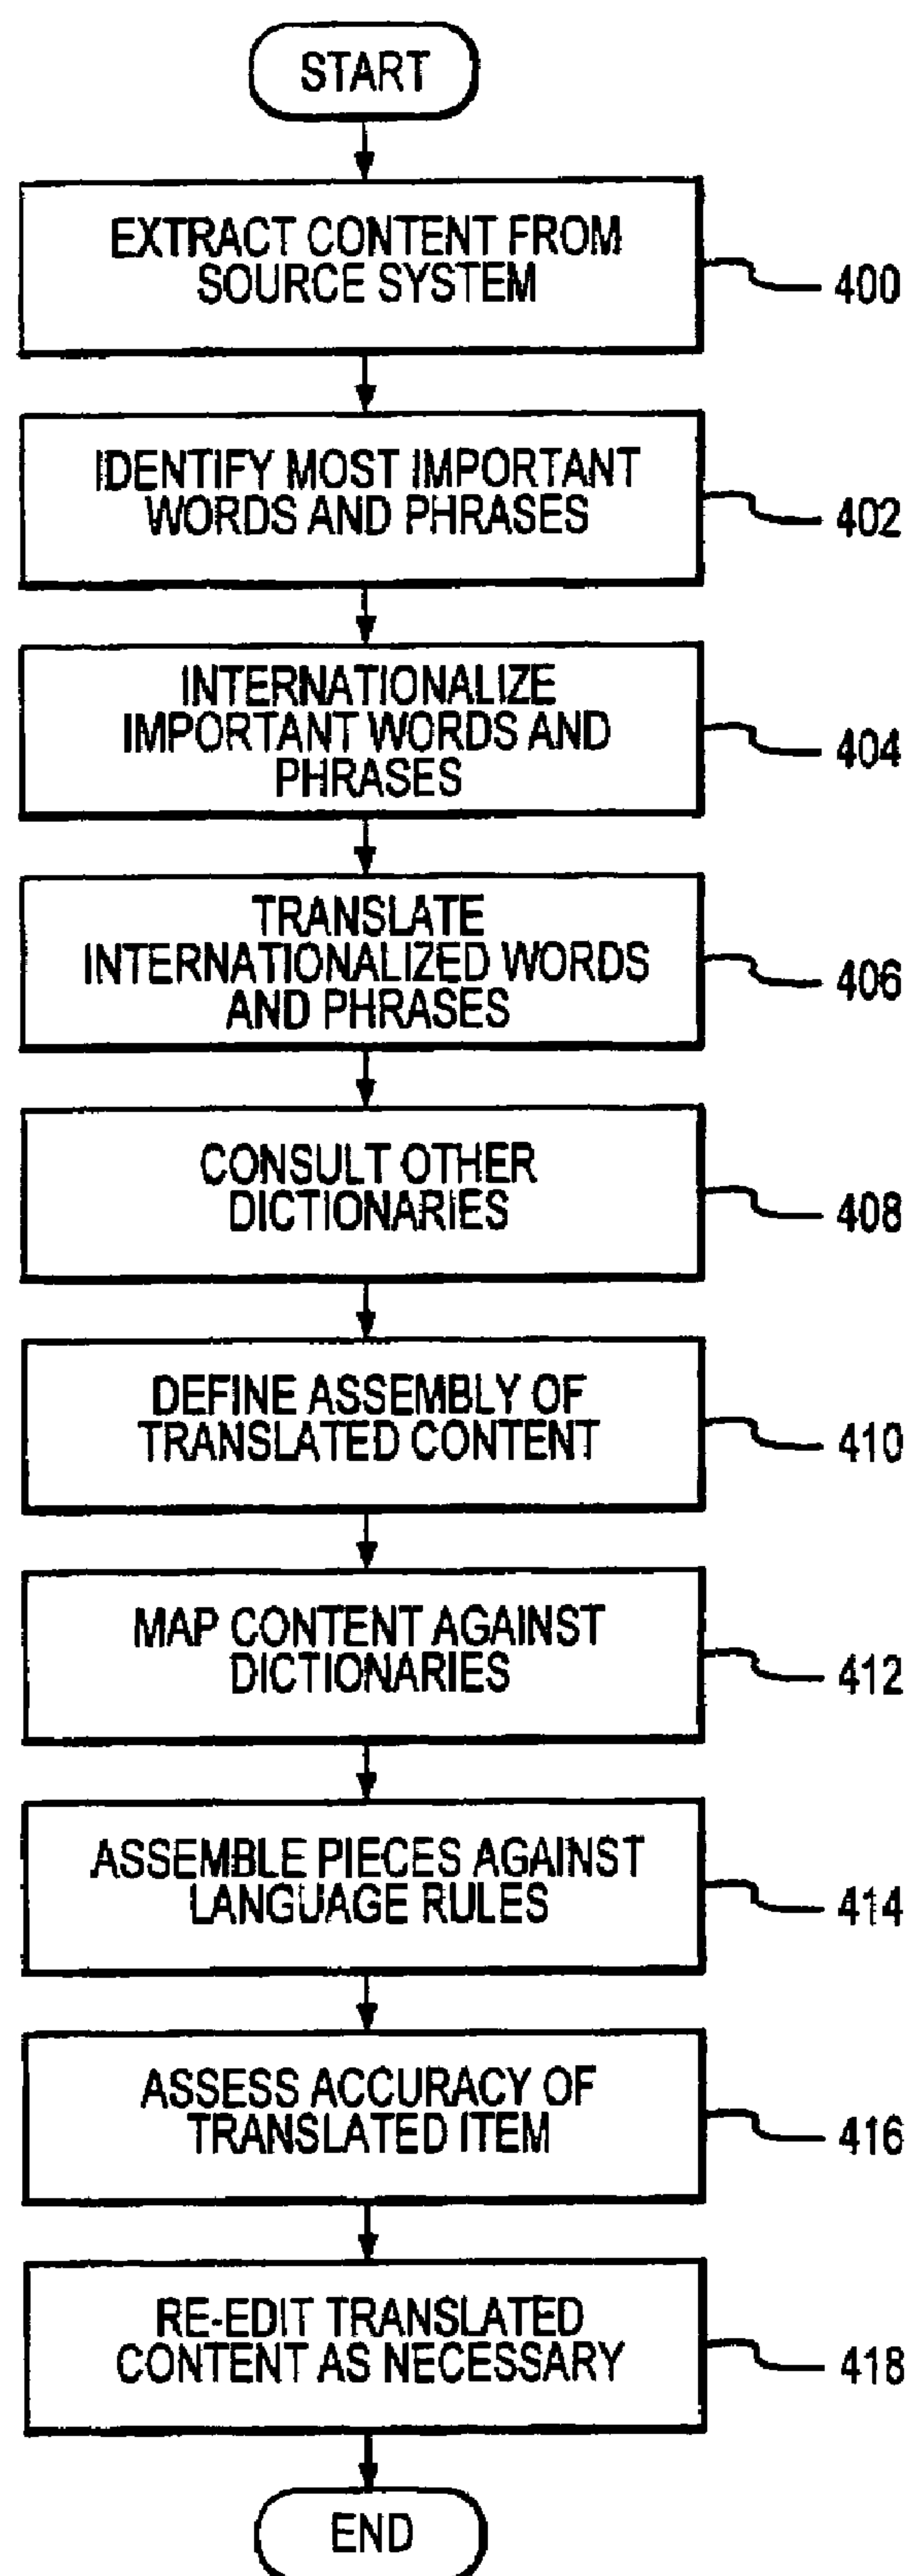 START
EXTRACT CONTENT FROM
SOURCE SYSTEM
400
IDENTIFY MOST IMPORTANT
WORDS AND PHRASES
402
INTERNATIONALIZE
IMPORTANT WORDS AND
PHRASES
404
TRANSLATE
INTERNATIONALIZED WORDS
AND PHRASES
406
CONSULT OTHER
DICTIONARIES
408
DEFINE ASSEMBLY OF
TRANSLATED CONTENT
410
MAP CONTENT AGAINST
DICTIONARIES
412
ASSEMBLE PIECES AGAINST
LANGUAGE RULES
414
ASSESS ACCURACY OF
TRANSLATED ITEM
416
RE-EDIT TRANSLATED
CONTENT AS NECESSARY
418
END